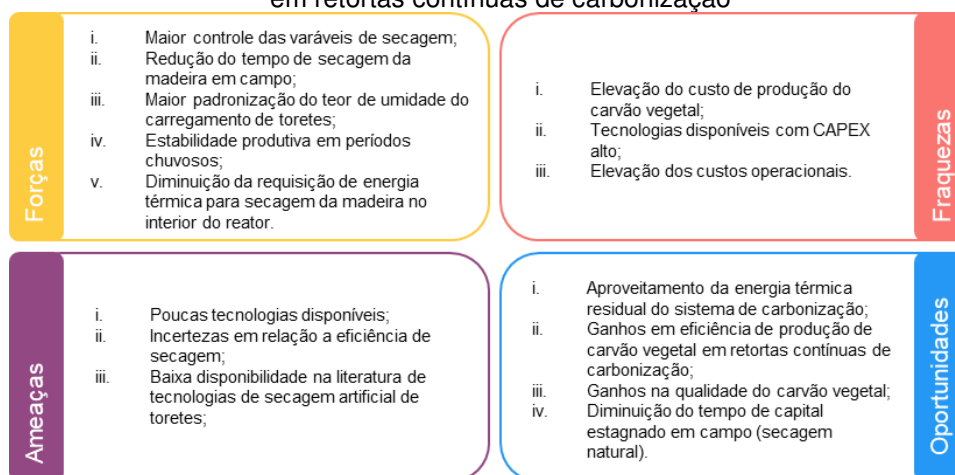 em retortas contínuas de carbonização
Forças
i. Maior controle das varáveis de secagem;
ii. Redução do tempo de secagem da
madeira em campo;
iii. Maior padronização do teor de umidade do
carregamento de toretes;
iv. Estabilidade produtiva em períodos
chuvosos;
v. Diminuição da requisição de energia
térmica para secagem da madeira no
interior do reator.
i. Elevação do custo de produção do
carvão vegetal;
ii. Tecnologias disponíveis com CAPEX
alto;
iii. Elevação dos custos operacionais.
Fraquezas
Ameaças
i. Poucas tecnologias disponíveis;
ii. Incertezas em relação a eficiência de
secagem;
iii. Baixa disponibilidade na literatura de
tecnologias de secagem artificial de
toretes;
i. Aproveitamento da energia térmica
residual do sistema de carbonização;
ii. Ganhos em eficiência de produção de
carvão vegetal em retortas contínuas de
carbonização;
iii. Ganhos na qualidade do carvão vegetal;
iv. Diminuição do tempo de capital
estagnado em campo (secagem
natural).
Oportunidades